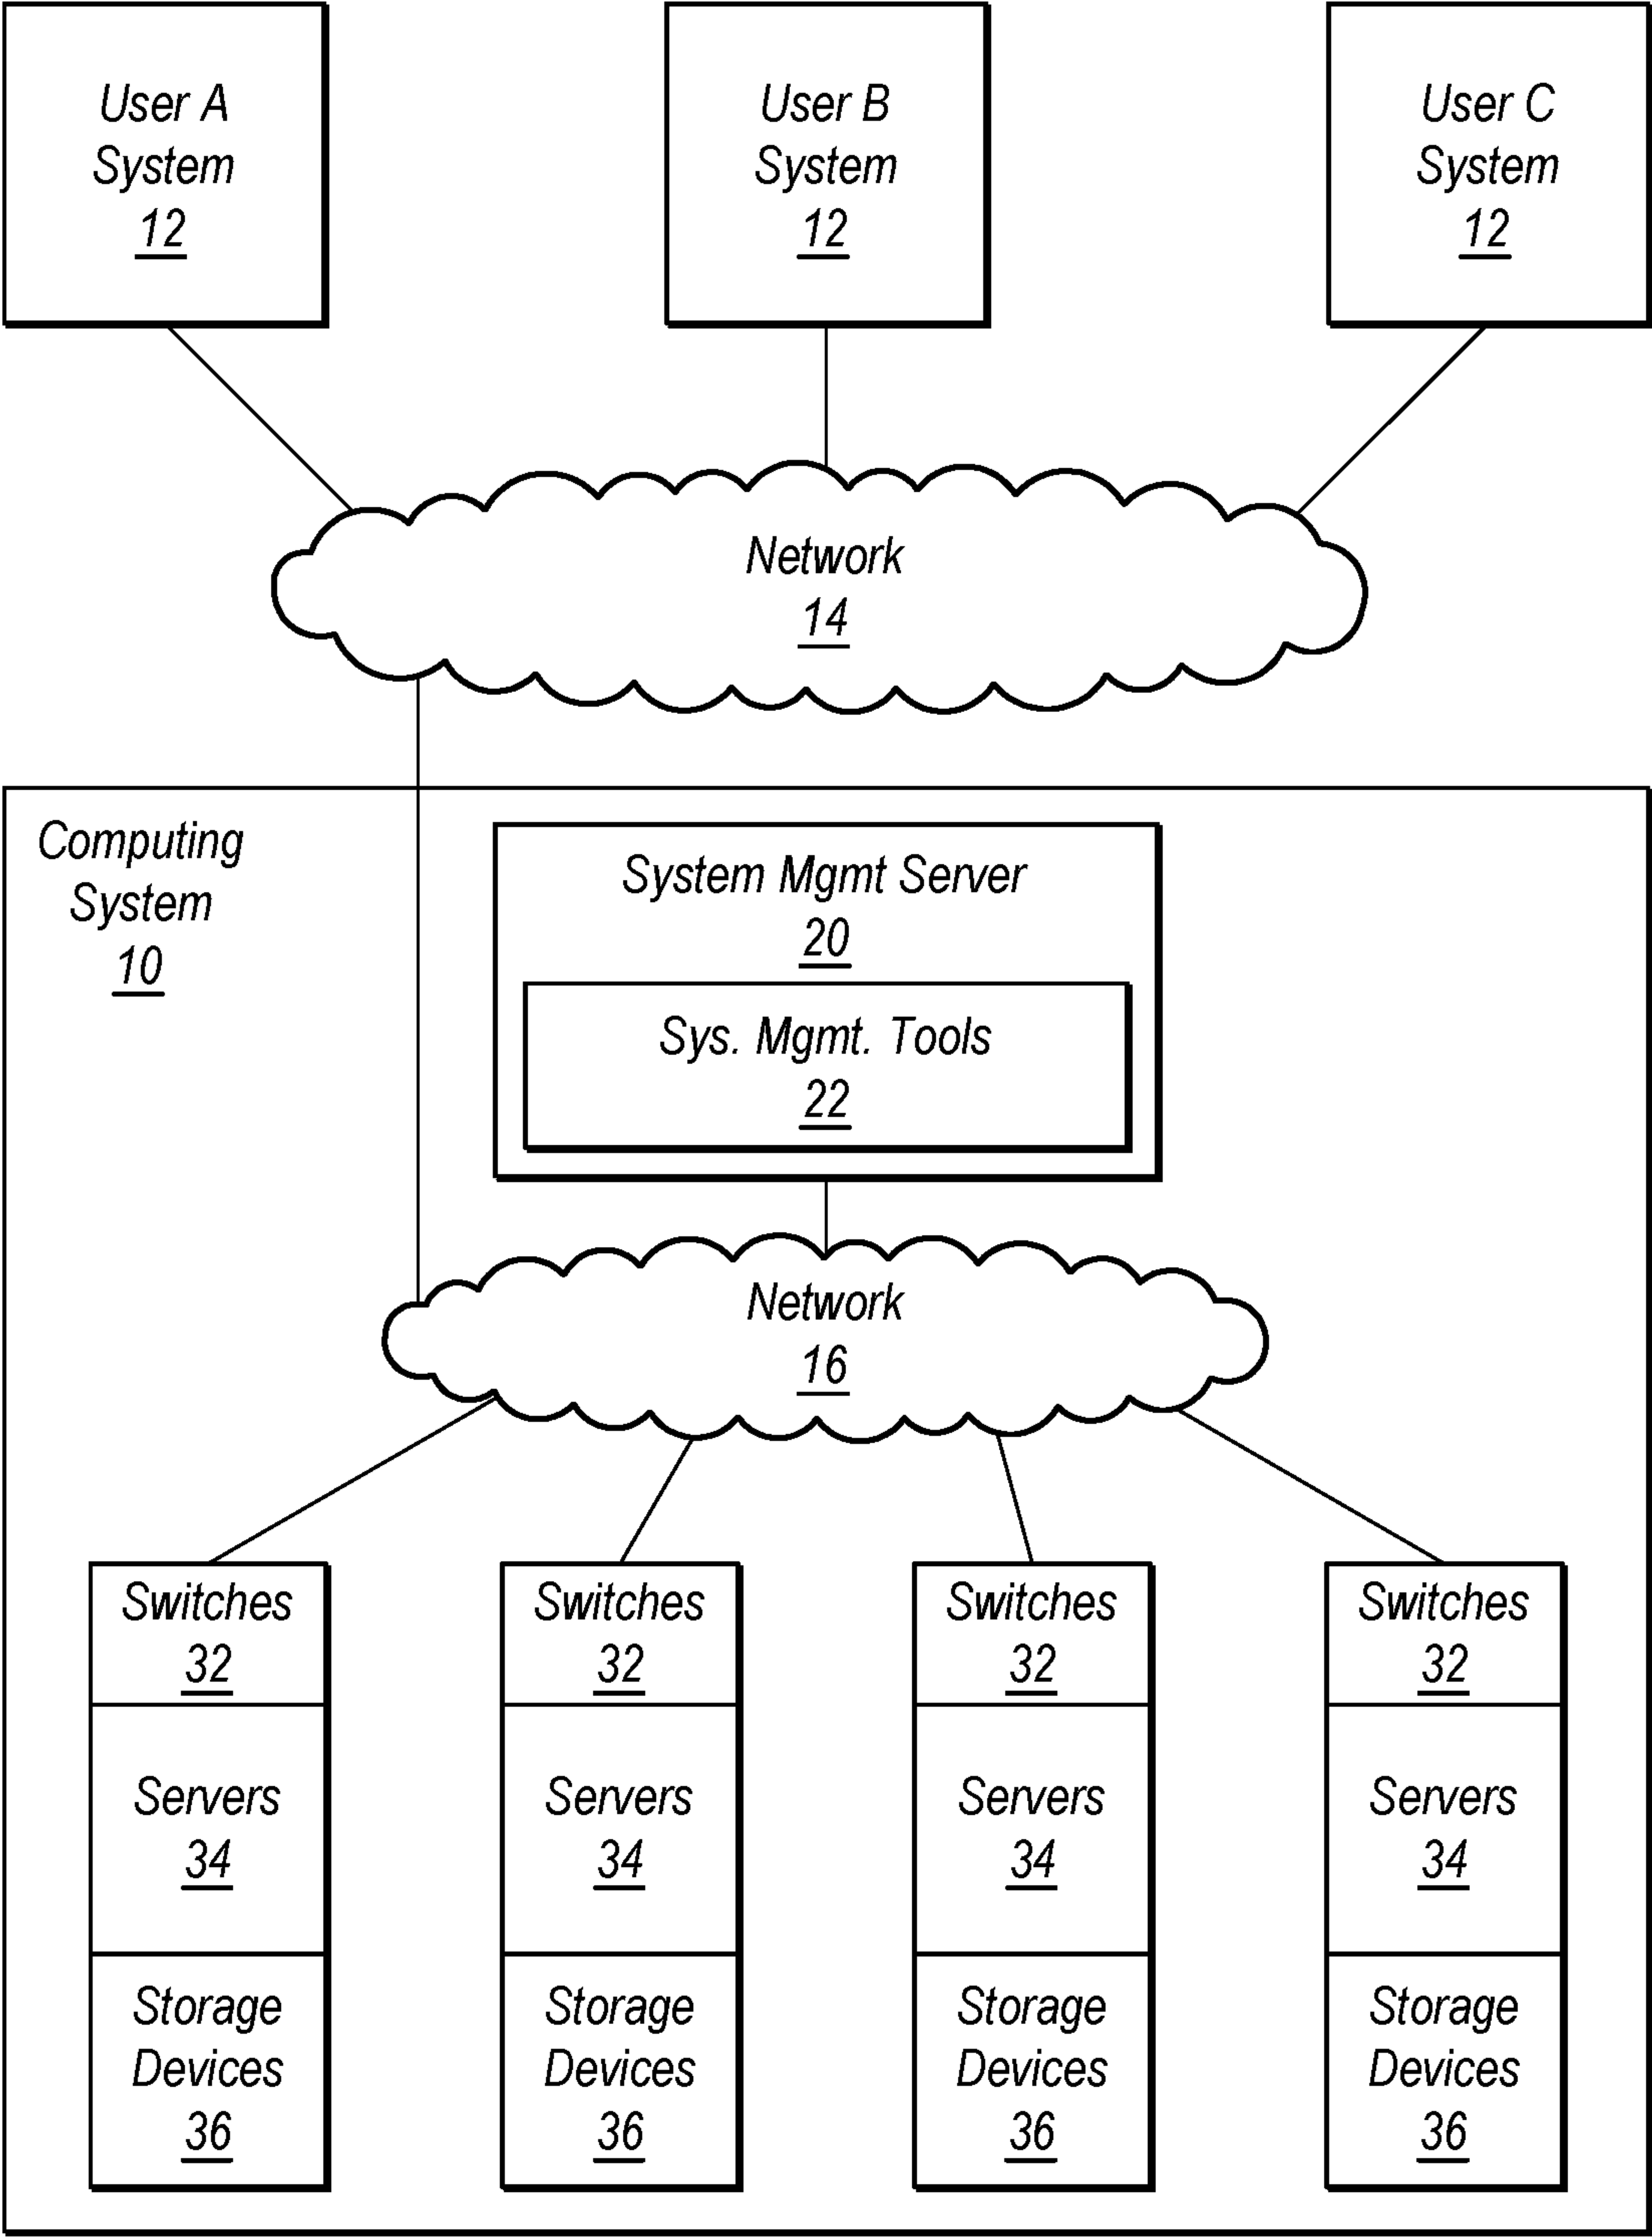 User A
System
12
User B
System
12
User C
System
12
Network
14
Computing
System
10
System Mgmt Server
20
Sys. Mgmt. Tools
22
Network
16
Switches
32
Servers
34
Storage
Devices
36
Switches
32
Servers
34
Storage
Devices
36
Switches
32
Servers
34
Storage
Devices
36
Switches
32
Servers
34
Storage
Devices
36